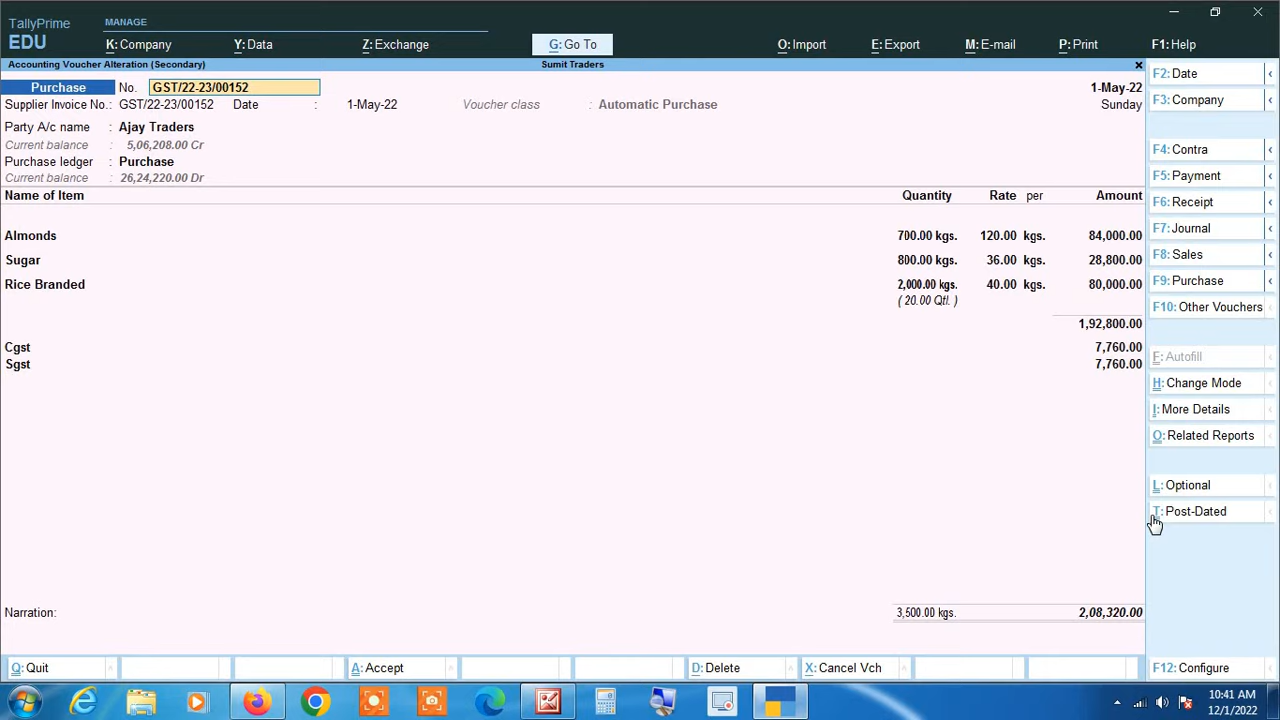 TallyPrime
EDU
MANAGE
K: Company
Y: Data
Z: Exchange
G: Go To
O: Import
E: Export
M: E-mail
P: Print
F1: Help
Accounting Voucher Alteration (Secondary)
Sumit Traders
×
Purchase No. GST/22-23/00152
1-May-22
Supplier Invoice No.: GST/22-23/00152 Date : 1-May-22 Voucher class : Automatic Purchase
Sunday
Party A/c name : Ajay Traders
Current balance : 5,06,208.00 Cr
Purchase ledger : Purchase
Current balance : 26,24,220.00 Dr
Name of Item Quantity Rate per Amount
Almonds 700.00 kgs. 120.00 kgs. 84,000.00
Sugar 800.00 kgs. 36.00 kgs. 28,800.00
Rice Branded 2,000.00 kgs. 40.00 kgs. 80,000.00
( 20.00 Qtl. )
1,92,800.00
Cgst 7,760.00
Sgst 7,760.00
Narration: 3,500.00 kgs. 2,08,320.00
F2: Date
F3: Company
F4: Contra
F5: Payment
F6: Receipt
F7: Journal
F8: Sales
F9: Purchase
F10: Other Vouchers
F: Autofill
H: Change Mode
I: More Details
O: Related Reports
L: Optional
T: Post-Dated
Q: Quit
A: Accept
D: Delete
X: Cancel Vch
F12: Configure
10:41 AM
12/1/2022